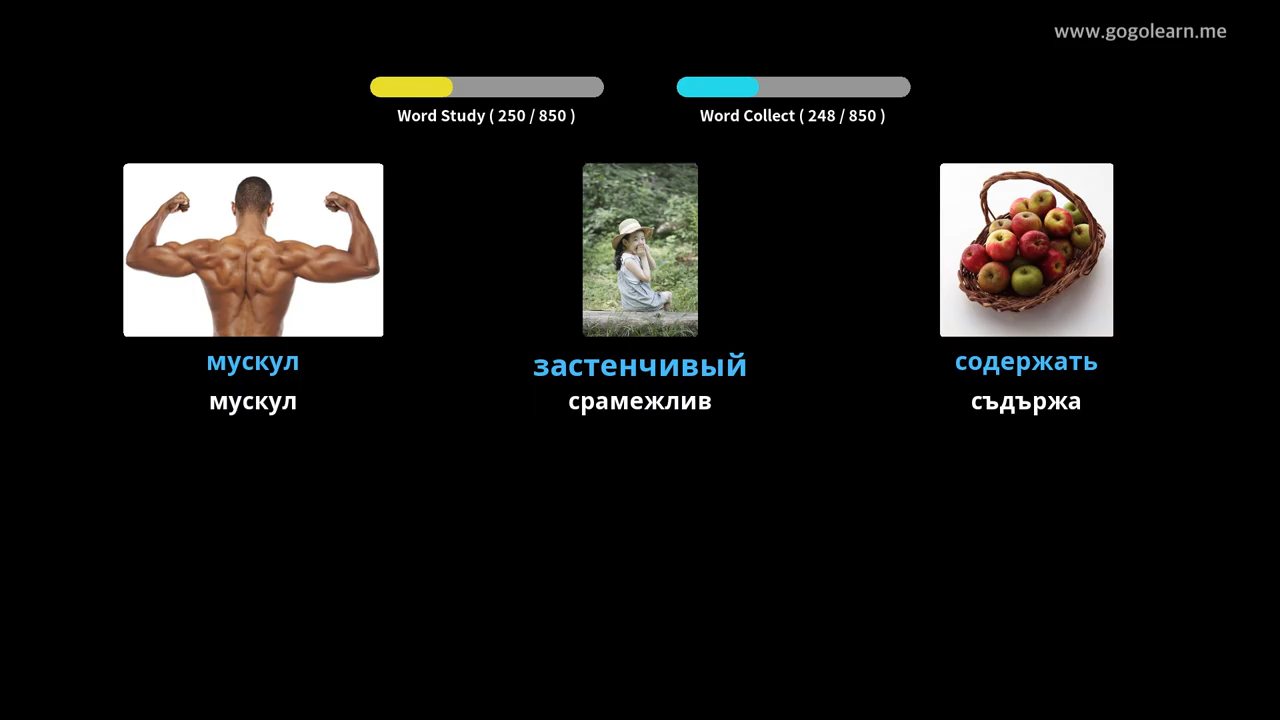 www.gogolearn.me
Word Study ( 250 / 850 )
Word Collect ( 248 / 850 )
мускул
мускул
застенчивый
срамежлив
содержать
съдържа